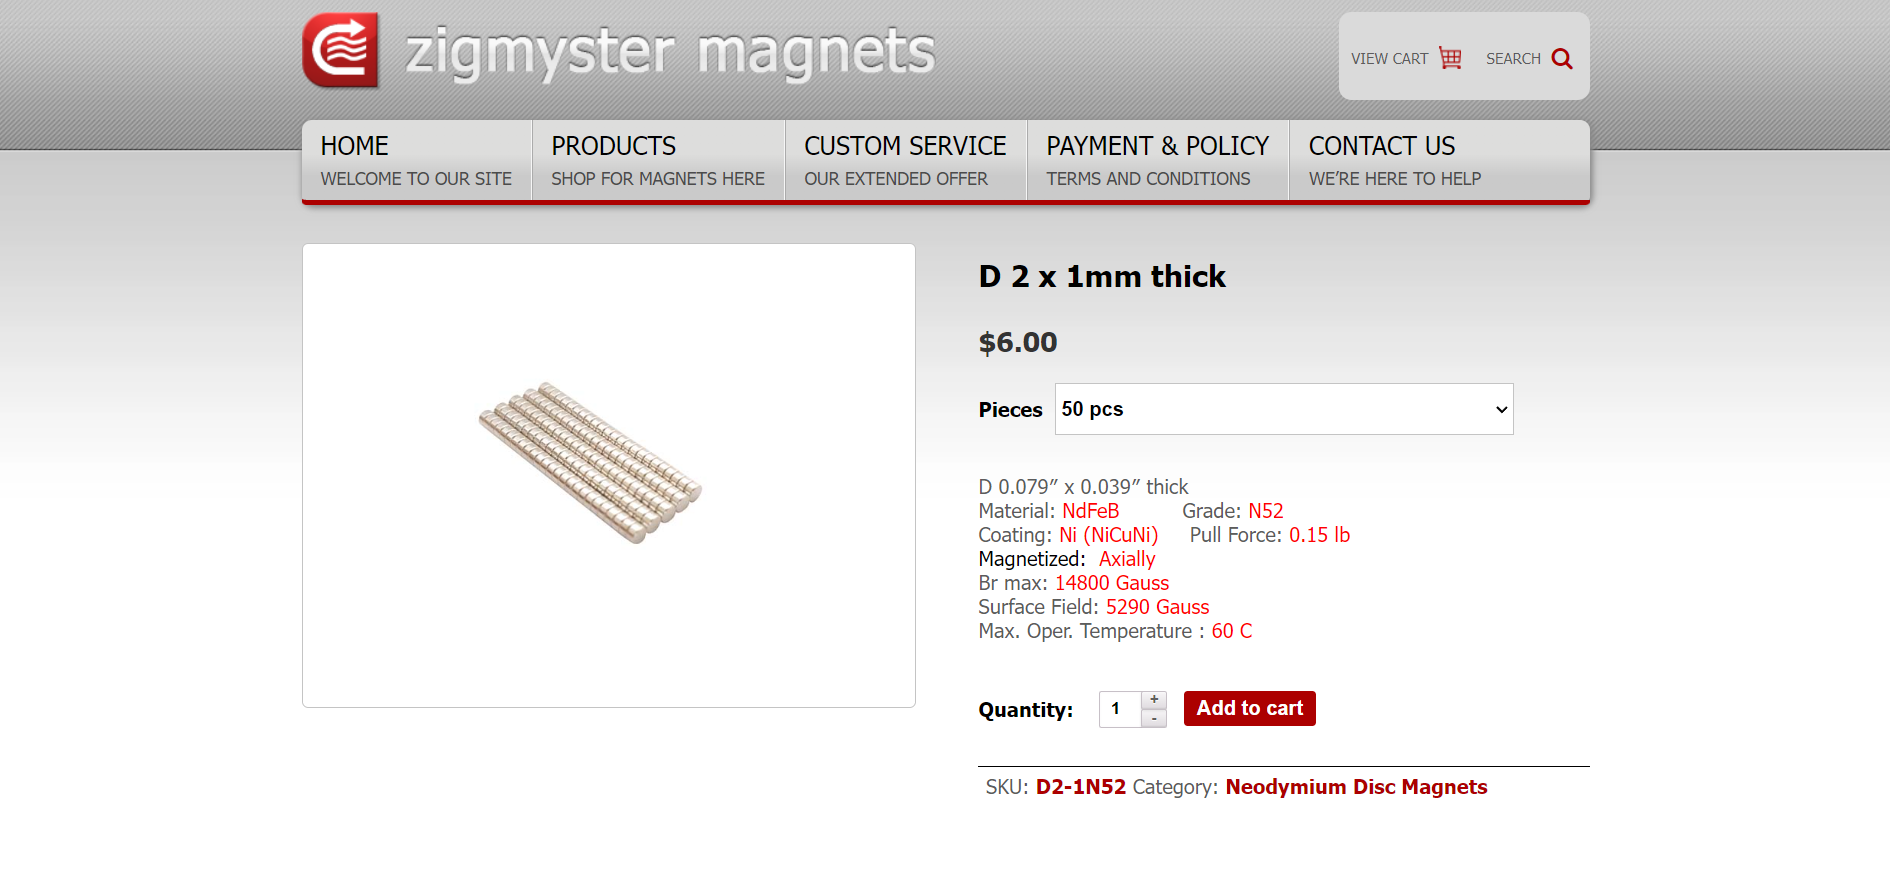 zigmyster magnets
VIEW CART
SEARCH
HOME
WELCOME TO OUR SITE
PRODUCTS
SHOP FOR MAGNETS HERE
CUSTOM SERVICE
OUR EXTENDED OFFER
PAYMENT & POLICY
TERMS AND CONDITIONS
CONTACT US
WE’RE HERE TO HELP
D 2 x 1mm thick
$6.00
Pieces 50 pcs
D 0.079″ x 0.039″ thick
Material: NdFeB Grade: N52
Coating: Ni (NiCuNi) Pull Force: 0.15 lb
Magnetized: Axially
Br max: 14800 Gauss
Surface Field: 5290 Gauss
Max. Oper. Temperature : 60 C
Quantity: 1 + - Add to cart
SKU: D2-1N52 Category: Neodymium Disc Magnets